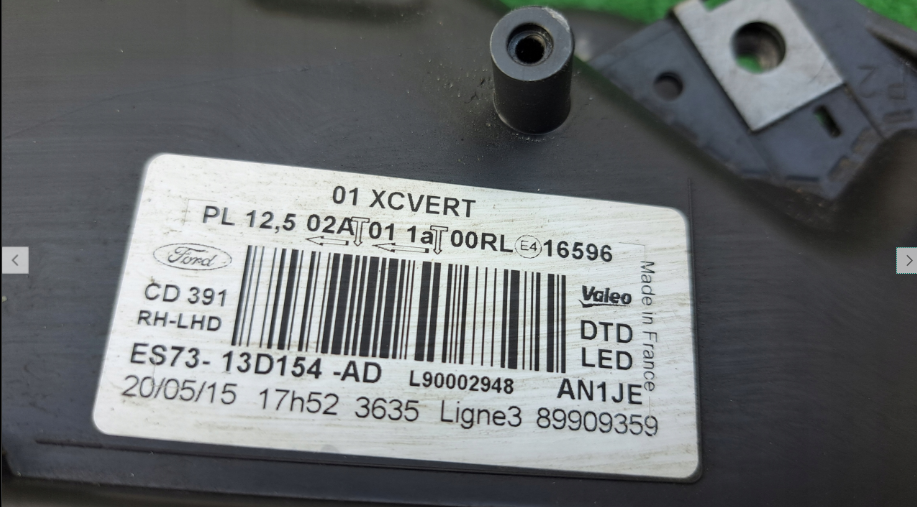 01 XCVERT
PL 12,5 02A 01 1a 00RL E4 16596
Ford
CD 391
RH-LHD
Valeo
DTD
LED
Made in France
ES73- 13D154 -AD
L90002948
AN1JE
20/05/15 17h52 3635 Ligne3 89909359